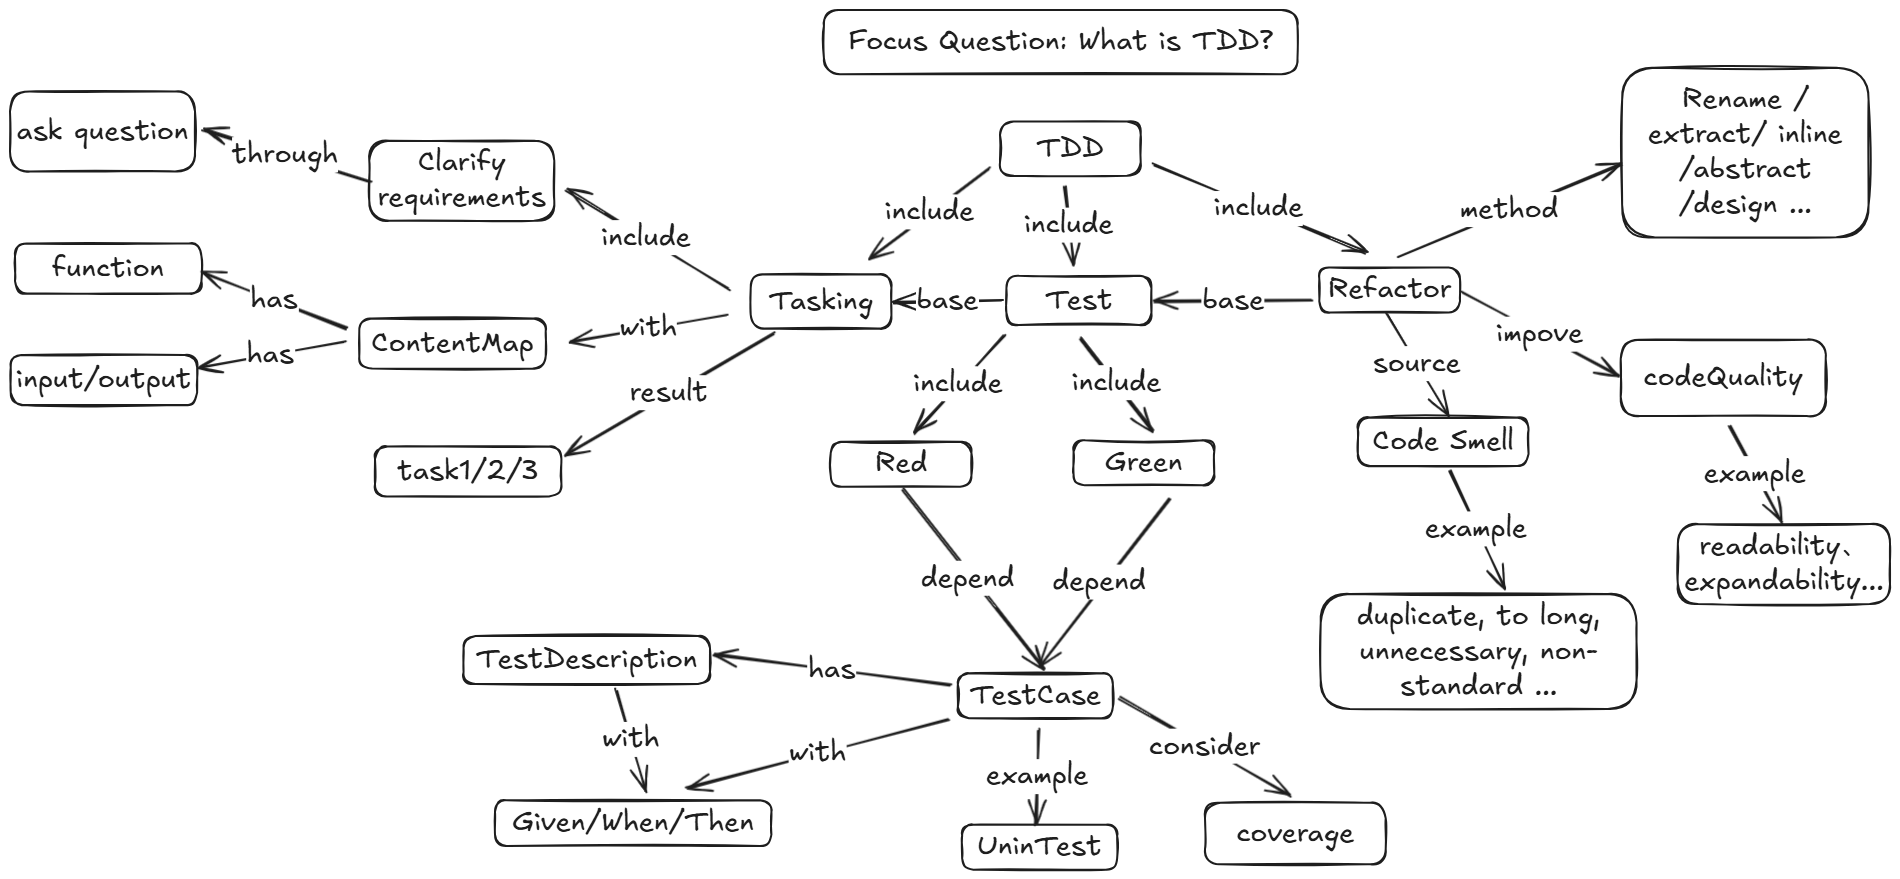 Focus Question: What is TDD?
TDD
include
include
include
Tasking
base
Test
base
Refactor
include
Clarify
requirements
through
ask question
with
ContentMap
has
function
has
input/output
result
task1/2/3
include
include
Red
Green
depend
depend
TestCase
has
TestDescription
with
with
Given/When/Then
example
UninTest
consider
coverage
method
Rename /
extract/ inline
/abstract
/design ...
impove
codeQuality
example
readability、
expandability...
source
Code Smell
example
duplicate, to long,
unnecessary, non-
standard ...